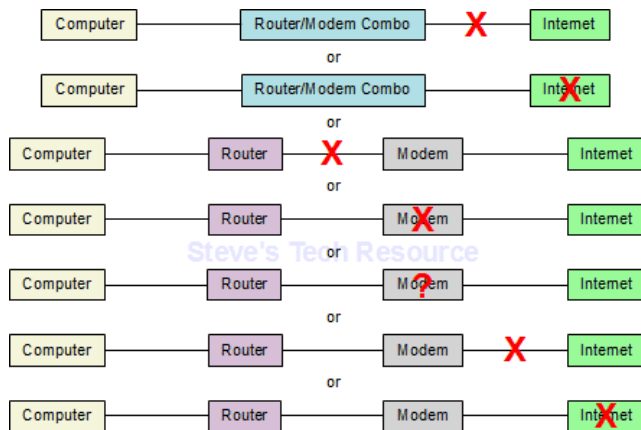 Computer Router/Modem Combo X Internet
or
Computer Router/Modem Combo Internet X
or
Computer Router X Modem Internet
or
Computer Router Modem X Internet
Steve's Tech Resource
or
Computer Router Modem ? Internet
or
Computer Router Modem X Internet
or
Computer Router Modem Internet X